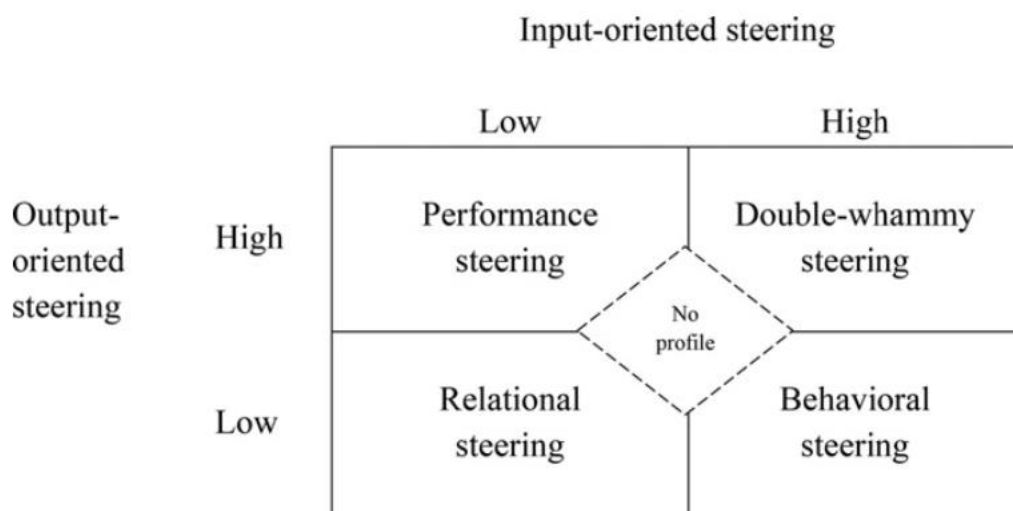 Input-oriented steering
Low High
Output-
oriented
steering
High
Performance
steering
Double-whammy
steering
No
profile
Low
Relational
steering
Behavioral
steering